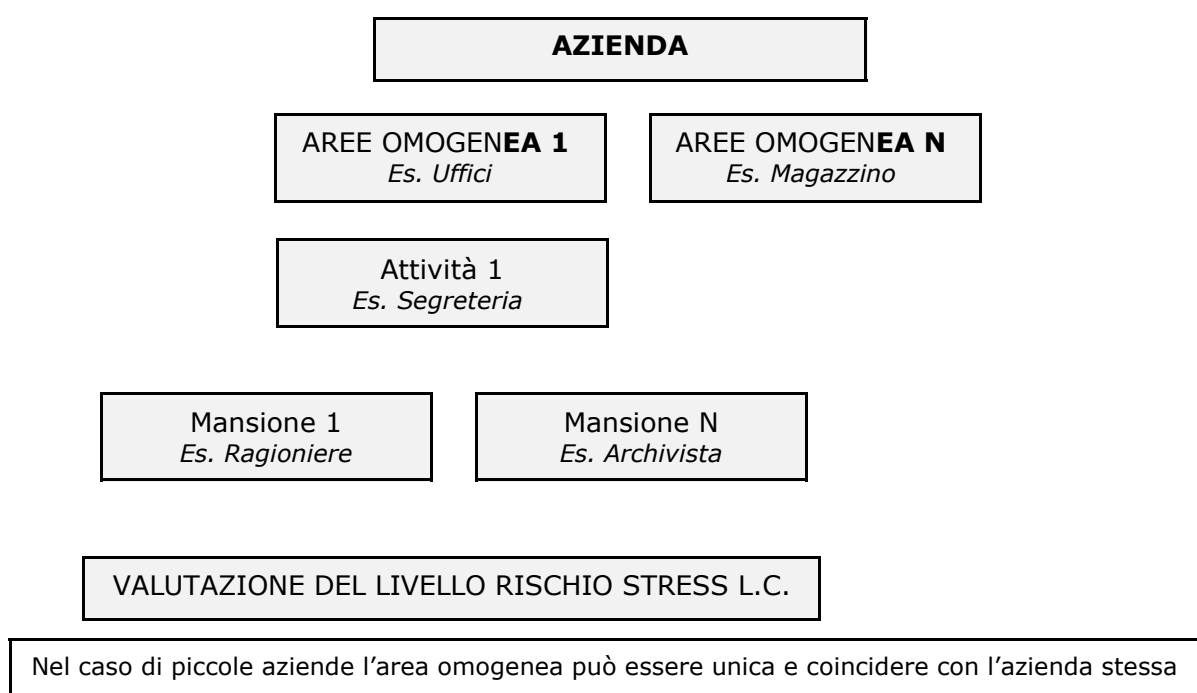 AZIENDA
AREE OMOGENEA 1
Es. Uffici
AREE OMOGENEA N
Es. Magazzino
Attività 1
Es. Segreteria
Mansione 1
Es. Ragioniere
Mansione N
Es. Archivista
VALUTAZIONE DEL LIVELLO RISCHIO STRESS L.C.
Nel caso di piccole aziende l’area omogenea può essere unica e coincidere con l’azienda stessa